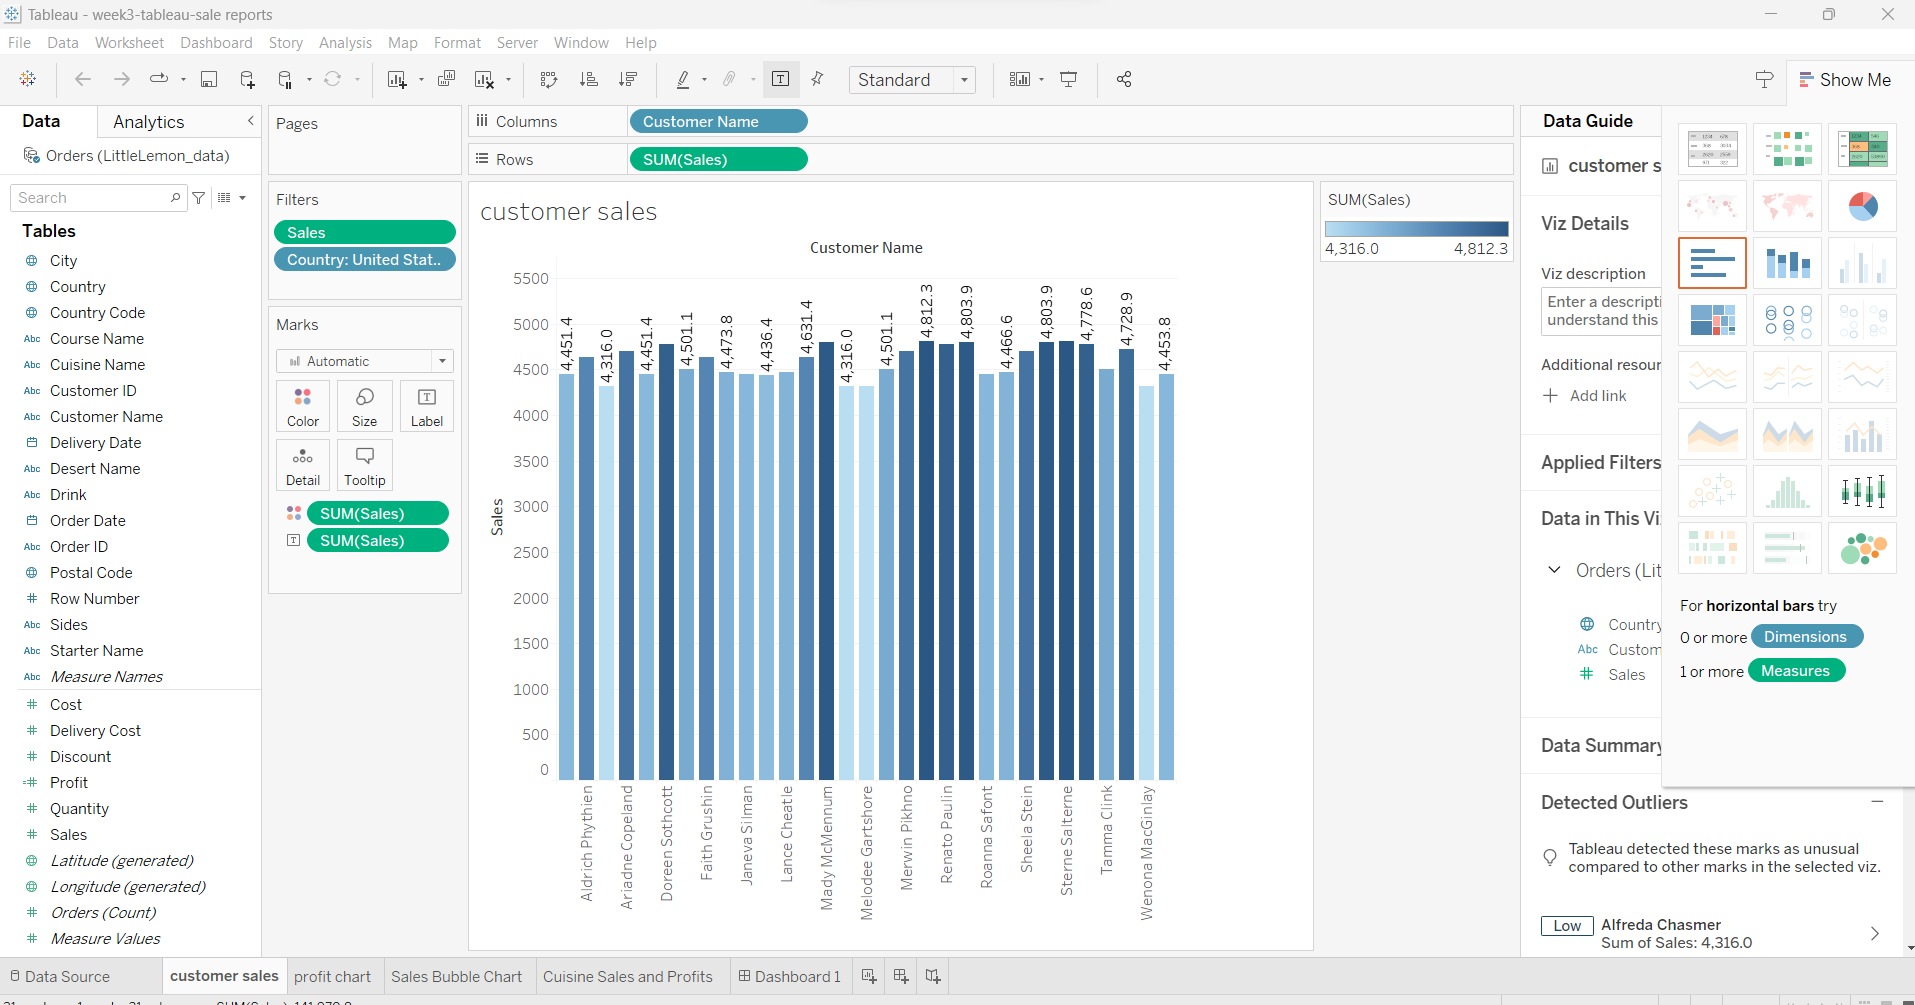 Tableau - week3-tableau-sale reports
File Data Worksheet Dashboard Story Analysis Map Format Server Window Help
Standard
Show Me
Data
Analytics
Orders (LittleLemon_data)
Search
Tables
City
Country
Country Code
Abc Course Name
Abc Cuisine Name
Abc Customer ID
Abc Customer Name
Delivery Date
Abc Desert Name
Abc Drink
Order Date
Abc Order ID
Postal Code
# Row Number
Abc Sides
Abc Starter Name
Abc Measure Names
# Cost
# Delivery Cost
# Discount
=# Profit
# Quantity
# Sales
Latitude (generated)
Longitude (generated)
# Orders (Count)
# Measure Values
Pages
Filters
Sales
Country: United Stat..
Marks
Automatic
Color Size Label
Detail Tooltip
SUM(Sales)
SUM(Sales)
Columns Customer Name
Rows SUM(Sales)
customer sales
Customer Name
Sales
5500
5000
4500
4000
3500
3000
2500
2000
1500
1000
500
0
4,451.4
4,316.0
4,451.4
4,501.1
4,473.8
4,436.4
4,631.4
4,316.0
4,501.1
4,812.3
4,803.9
4,466.6
4,803.9
4,778.6
4,728.9
4,453.8
Aldrich Phythien
Ariadne Copeland
Doreen Sothcott
Faith Grushin
Janeva Silman
Lance Cheatle
Mady McMennum
Melodee Gartshore
Merwin Pikhno
Renato Paulin
Roanna Safont
Sheela Stein
Sterne Salterne
Tamma Clink
Wenona MacGinlay
SUM(Sales)
4,316.0 4,812.3
Data Guide
customer s
Viz Details
Viz description
Enter a descripti
understand this
Additional resour
Add link
Applied Filters
Data in This Vi
Orders (Lit
Country
Abc Custom
# Sales
Data Summary
Detected Outliers
Tableau detected these marks as unusual
compared to other marks in the selected viz.
Low Alfreda Chasmer
Sum of Sales: 4,316.0
For horizontal bars try
0 or more Dimensions
1 or more Measures
Data Source customer sales profit chart Sales Bubble Chart Cuisine Sales and Profits Dashboard 1